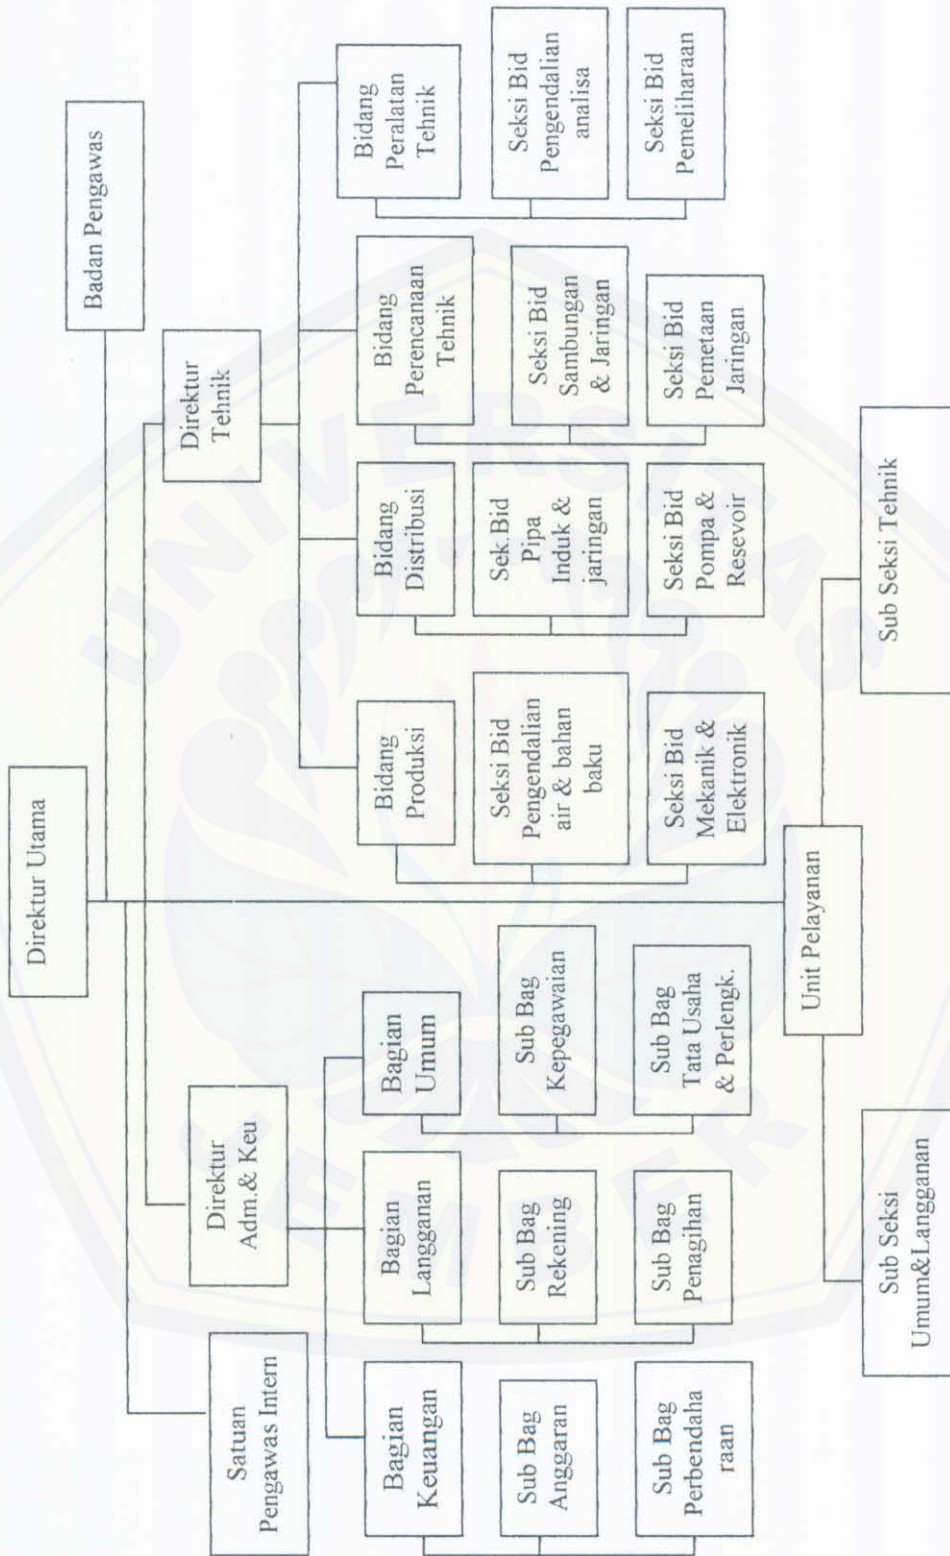 Direktur Utama
Badan Pengawas
Satuan
Pengawas Intern
Direktur
Adm.& Keu
Direktur
Tehnik
Bagian
Keuangan
Sub Bag
Anggaran
Sub Bag
Perbendaha
raan
Bagian
Langganan
Sub Bag
Rekening
Sub Bag
Penagihan
Bagian
Umum
Sub Bag
Kepegawaian
Sub Bag
Tata Usaha
& Perlengk.
Bidang
Produksi
Seksi Bid
Pengendalian
air & bahan
baku
Seksi Bid
Mekanik &
Elektronik
Bidang
Distribusi
Sek.Bid
Pipa
Induk &
jaringan
Seksi Bid
Pompa &
Resevoir
Bidang
Perencanaan
Tehnik
Seksi Bid
Sambungan
& Jaringan
Seksi Bid
Pemetaan
Jaringan
Bidang
Peralatan
Tehnik
Seksi Bid
Pengendalian
analisa
Seksi Bid
Pemeliharaan
Unit Pelayanan
Sub Seksi
Umum&Langganan
Sub Seksi Tehnik
UNIVERSITAS
JEMBER